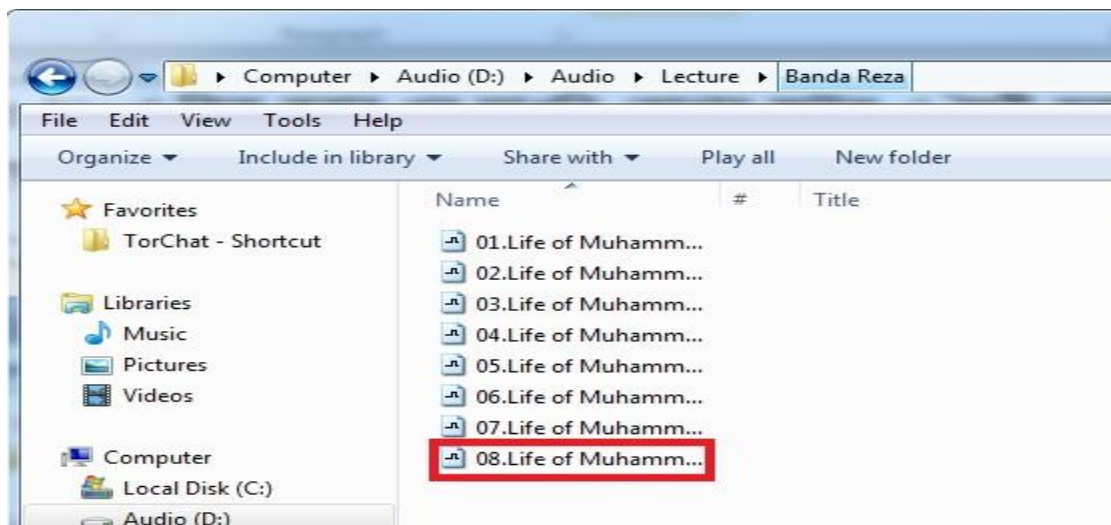 Computer Audio (D:) Audio Lecture Banda Reza
File Edit View Tools Help
Organize Include in library Share with Play all New folder
Name # Title
Favorites
TorChat - Shortcut
Libraries
Music
Pictures
Videos
Computer
Local Disk (C:)
Audio (D:)
01.Life of Muhamm...
02.Life of Muhamm...
03.Life of Muhamm...
04.Life of Muhamm...
05.Life of Muhamm...
06.Life of Muhamm...
07.Life of Muhamm...
08.Life of Muhamm...